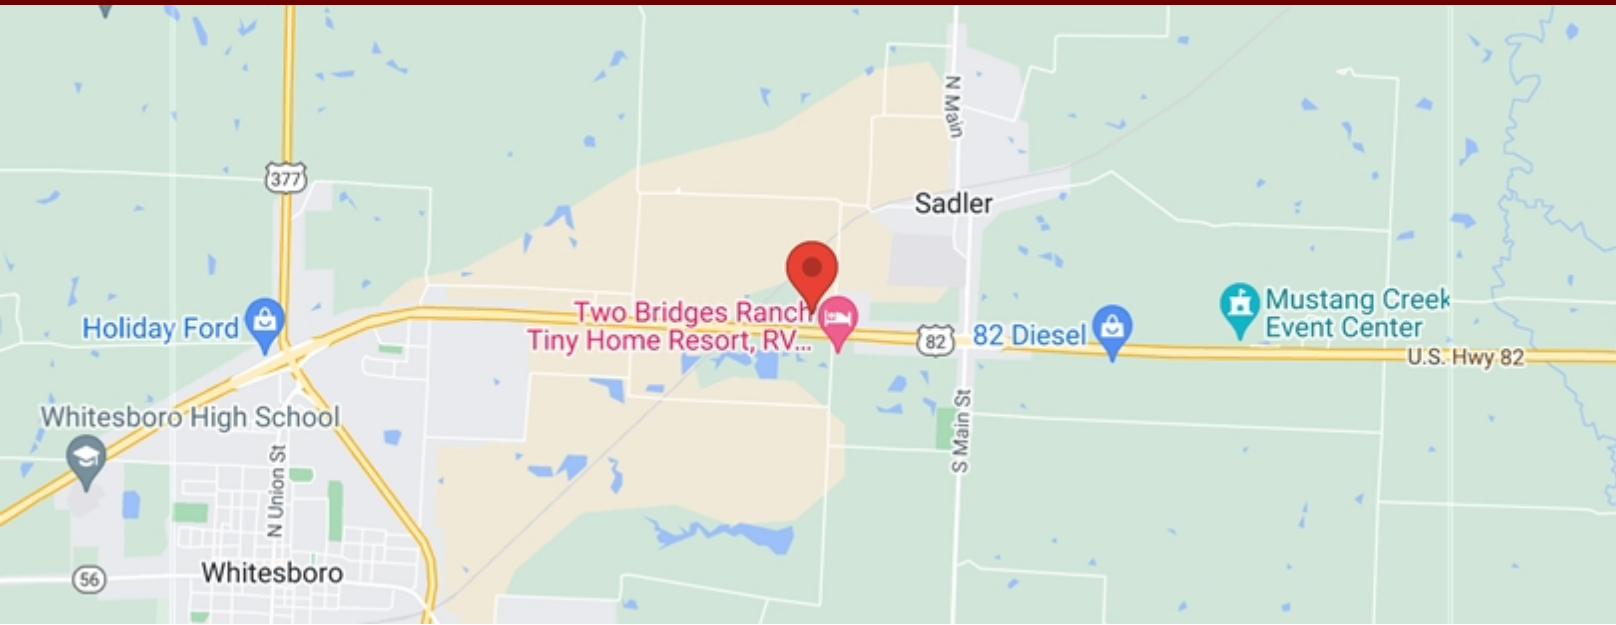 N Main
377
Sadler
Two Bridges Ranch
Tiny Home Resort, RV...
Holiday Ford
82
82 Diesel
Mustang Creek
Event Center
U.S. Hwy 82
Whitesboro High School
S Main St
N Union St
56
Whitesboro